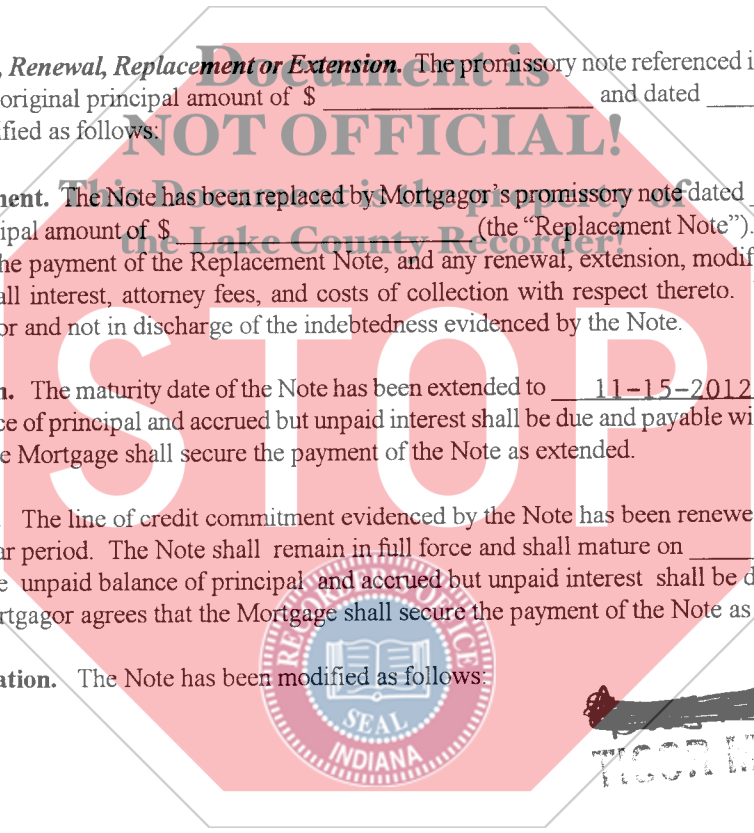 , Renewal, Replacement or Extension. The promissory note referenced i
original principal amount of $ ____________________ and dated ____
ified as follows:
Document is
NOT OFFICIAL!
This Document is the property of
the Lake County Recorder!
ment. The Note has been replaced by Mortgagor's promissory note dated
ipal amount of $____________________ (the “Replacement Note”).
he payment of the Replacement Note, and any renewal, extension, modif
all interest, attorney fees, and costs of collection with respect thereto.
or and not in discharge of the indebtedness evidenced by the Note.
STOP
n. The maturity date of the Note has been extended to ___11-15-2012
ce of principal and accrued but unpaid interest shall be due and payable wi
e Mortgage shall secure the payment of the Note as extended.
. The line of credit commitment evidenced by the Note has been renewe
ar period. The Note shall remain in full force and shall mature on ____
e unpaid balance of principal and accrued but unpaid interest shall be d
rtgagor agrees that the Mortgage shall secure the payment of the Note as
ation. The Note has been modified as follows:
RECORDER'S OFFICE
SEAL
INDIANA
TICOR